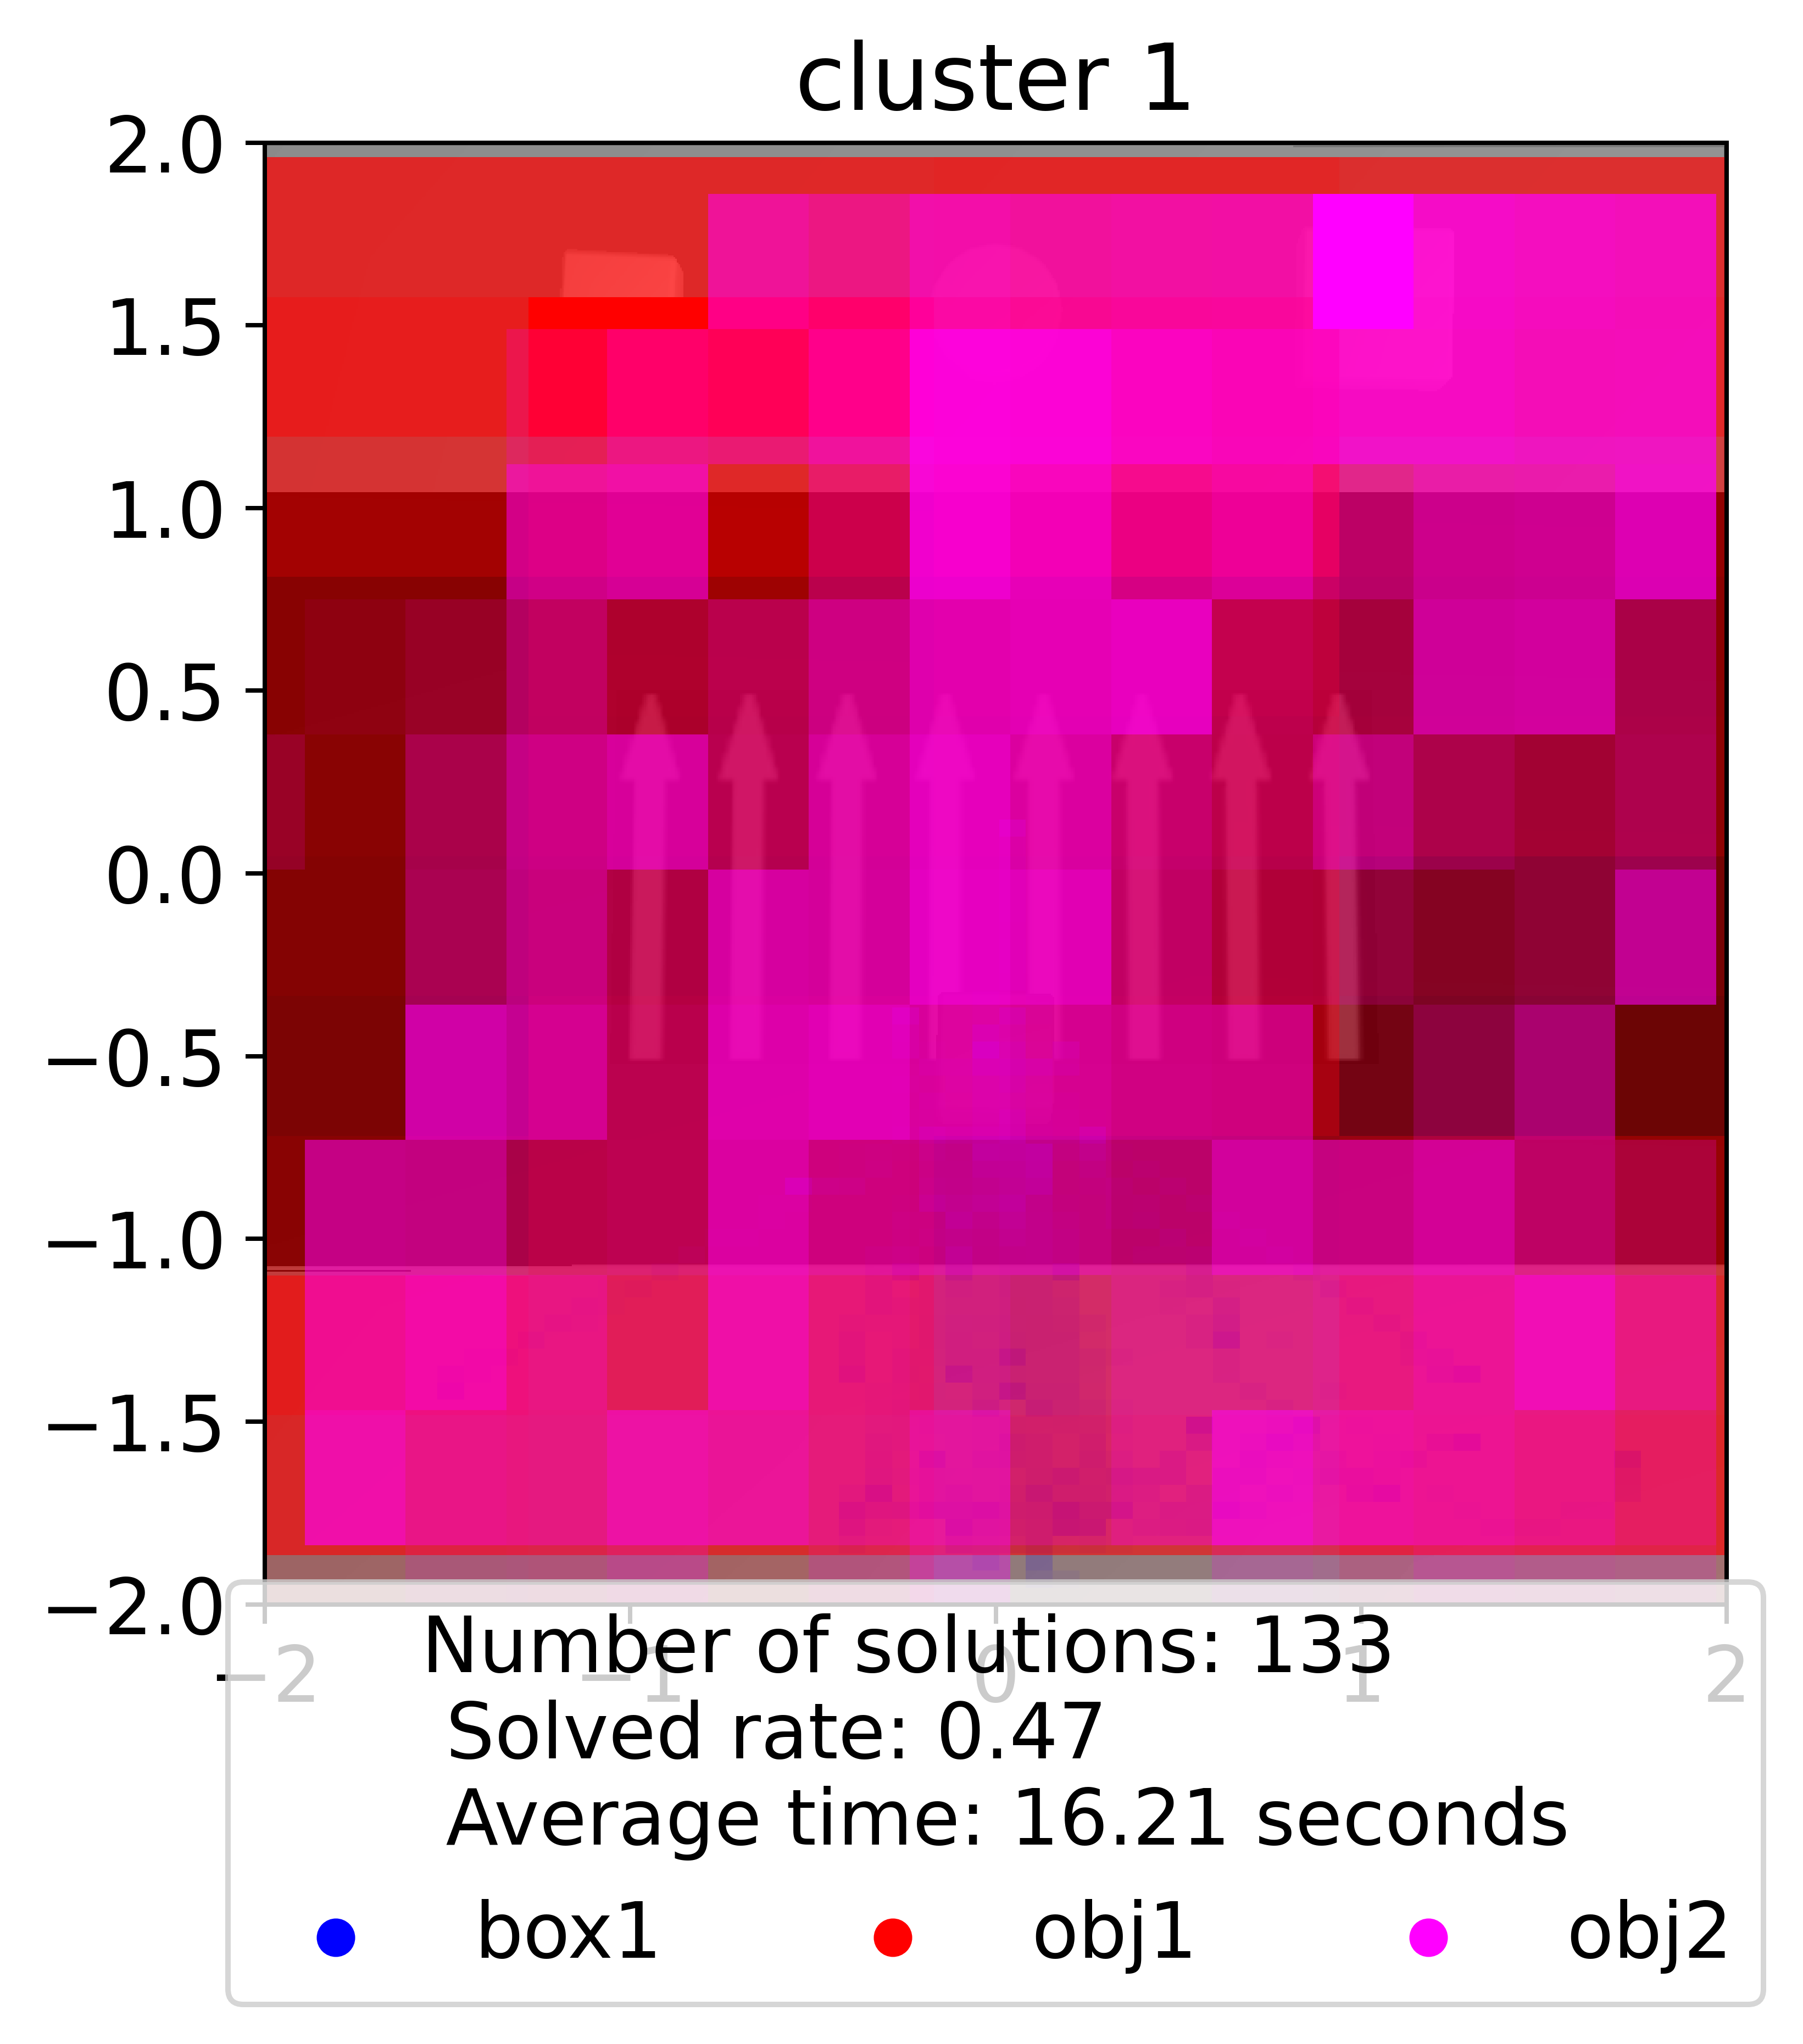 cluster 1
2.0
1.5
1.0
0.5
0.0
−0.5
−1.0
−1.5
−2.0
−2 −1 0 1 2
Number of solutions: 133
Solved rate: 0.47
Average time: 16.21 seconds
box1 obj1 obj2